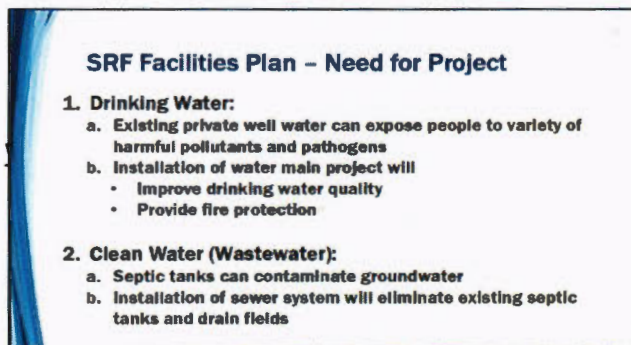 SRF Facilities Plan – Need for Project
1. Drinking Water:
a. Existing private well water can expose people to variety of
harmful pollutants and pathogens
b. Installation of water main project will
• Improve drinking water quality
• Provide fire protection
2. Clean Water (Wastewater):
a. Septic tanks can contaminate groundwater
b. Installation of sewer system will eliminate existing septic
tanks and drain fields